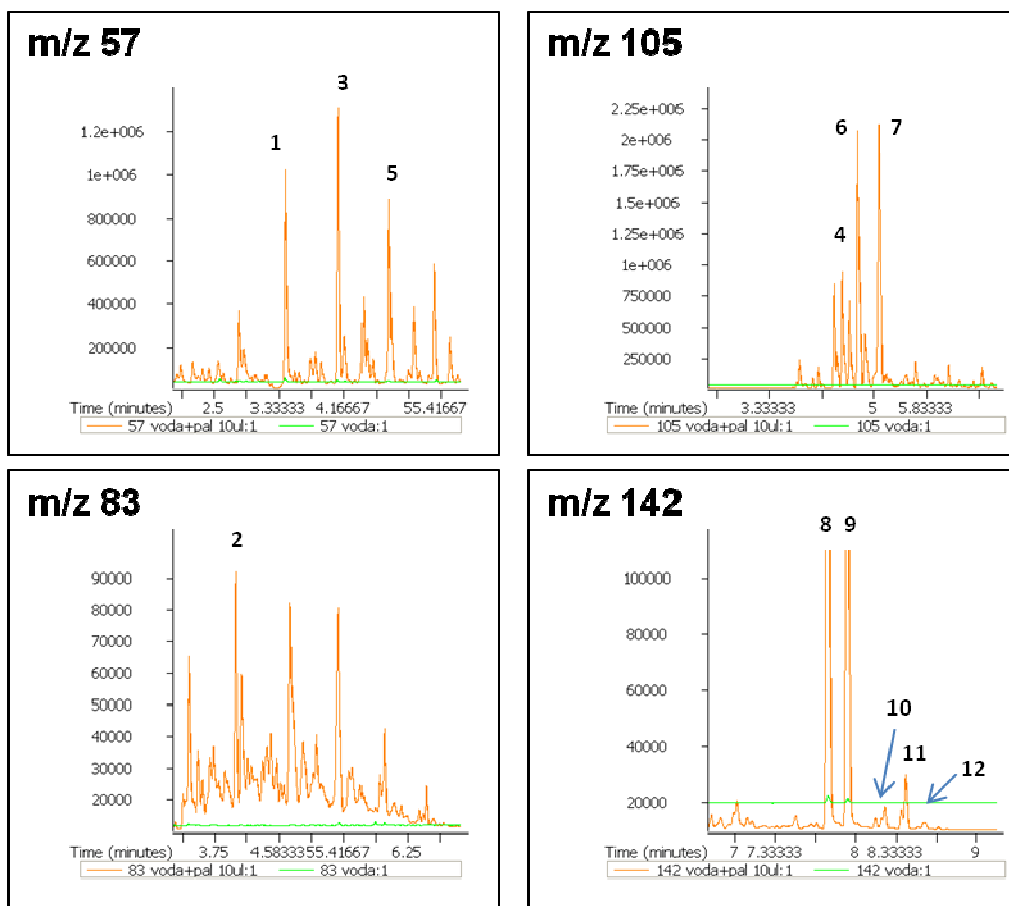 m/z 57
3
1
5
1.2e+006
1e+006
800000
600000
400000
200000
Time (minutes) 2.5 3.33333 4.16667 55.41667
57 voda+pal 10ul:1 57 voda:1
m/z 105
6 7
4
2.25e+006
2e+006
1.75e+006
1.5e+006
1.25e+006
1e+006
750000
500000
250000
Time (minutes) 3.33333 5 5.83333
105 voda+pal 10ul:1 105 voda:1
m/z 83
2
90000
80000
70000
60000
50000
40000
30000
20000
Time (minutes) 3.75 4.5833355.41667 6.25
83 voda+pal 10ul:1 83 voda:1
m/z 142
8 9
10
11
12
100000
80000
60000
40000
20000
Time (minutes) 7 7.33333 8 8.33333 9
142 voda+pal 10ul:1 142 voda:1